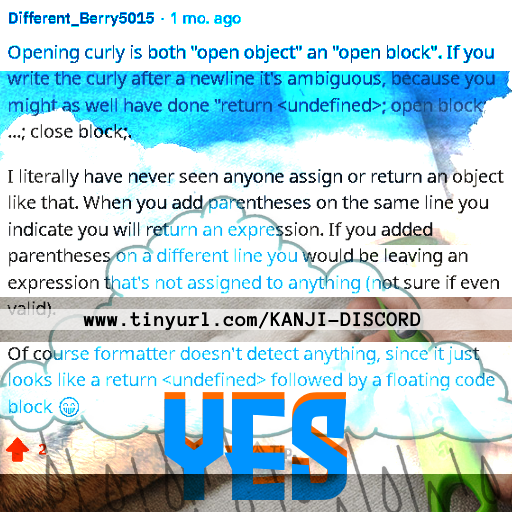 Different_Berry5015 · 1 mo. ago
Opening curly is both "open object" an "open block". If you
write the curly after a newline it's ambiguous, because you
might as well have done "return <undefined>; open block;
...; close block;.
I literally have never seen anyone assign or return an object
like that. When you add parentheses on the same line you
indicate you will return an expression. If you added
parentheses on a different line you would be leaving an
expression that's not assigned to anything (not sure if even
valid).
www.tinyurl.com/KANJI-DISCORD
Of course formatter doesn't detect anything, since it just
looks like a return <undefined> followed by a floating code
block 😁
2
YES